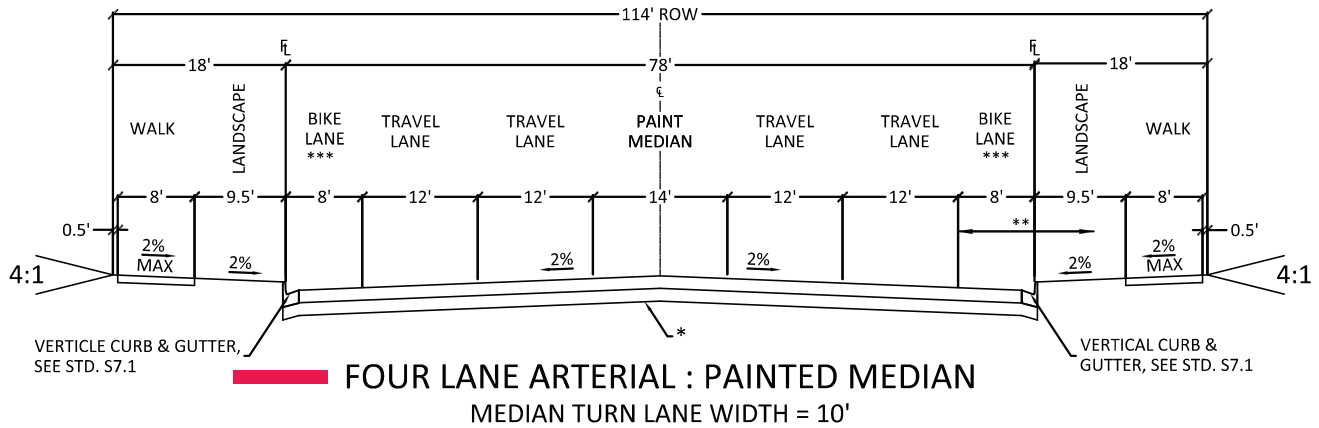 114' ROW
FL
FL
18'
78'
18'
CL
WALK
LANDSCAPE
BIKE
LANE
***
TRAVEL
LANE
TRAVEL
LANE
PAINT
MEDIAN
TRAVEL
LANE
TRAVEL
LANE
BIKE
LANE
***
LANDSCAPE
WALK
8'
9.5'
8'
12'
12'
14'
12'
12'
8'
9.5'
8'
0.5'
**
0.5'
2%
MAX
2%
2%
2%
2%
2%
MAX
4:1
4:1
*
VERTICLE CURB & GUTTER,
SEE STD. S7.1
VERTICAL CURB &
GUTTER, SEE STD. S7.1
FOUR LANE ARTERIAL : PAINTED MEDIAN
MEDIAN TURN LANE WIDTH = 10'